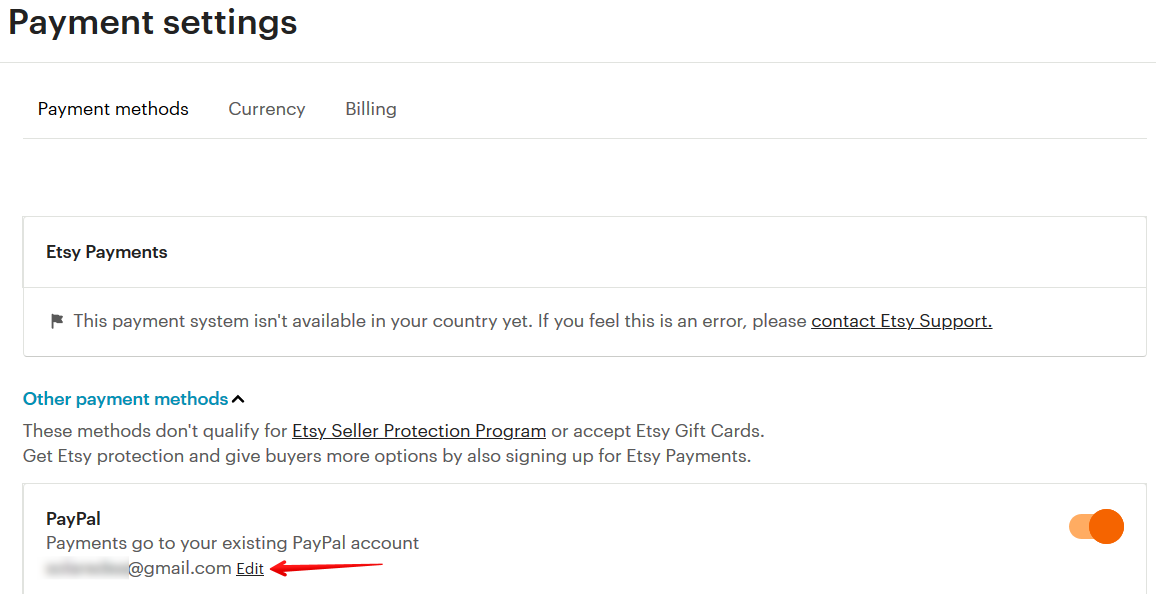 Payment settings
Payment methods Currency Billing
Etsy Payments
This payment system isn't available in your country yet. If you feel this is an error, please contact Etsy Support.
Other payment methods
These methods don't qualify for Etsy Seller Protection Program or accept Etsy Gift Cards.
Get Etsy protection and give buyers more options by also signing up for Etsy Payments.
PayPal
Payments go to your existing PayPal account
@gmail.com Edit